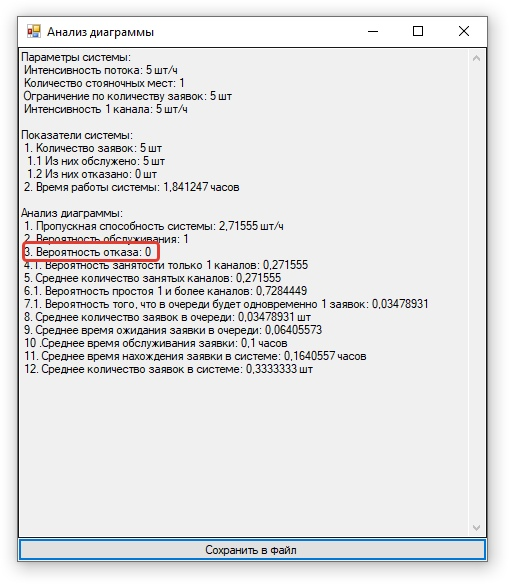 Анализ диаграммы
Параметры системы:
Интенсивность потока: 5 шт/ч
Количество стояночных мест: 1
Ограничение по количеству заявок: 5 шт
Интенсивность 1 канала: 5 шт/ч
Показатели системы:
1. Количество заявок: 5 шт
1.1 Из них обслужено: 5 шт
1.2 Из них отказано: 0 шт
2. Время работы системы: 1,841247 часов
Анализ диаграммы:
1. Пропускная способность системы: 2,71555 шт/ч
2. Вероятность обслуживания: 1
3. Вероятность отказа: 0
4.1. Вероятность занятости только 1 каналов: 0,271555
5. Среднее количество занятых каналов: 0,271555
6.1. Вероятность простоя 1 и более каналов: 0,7284449
7.1. Вероятность того, что в очереди будет одновременно 1 заявок: 0,03478931
8. Среднее количество заявок в очереди: 0,03478931 шт
9. Среднее время ожидания заявки в очереди: 0,06405573
10 .Среднее время обслуживания заявки: 0,1 часов
11. Среднее время нахождения заявки в системе: 0,1640557 часов
12. Среднее количество заявок в системе: 0,3333333 шт
Сохранить в файл